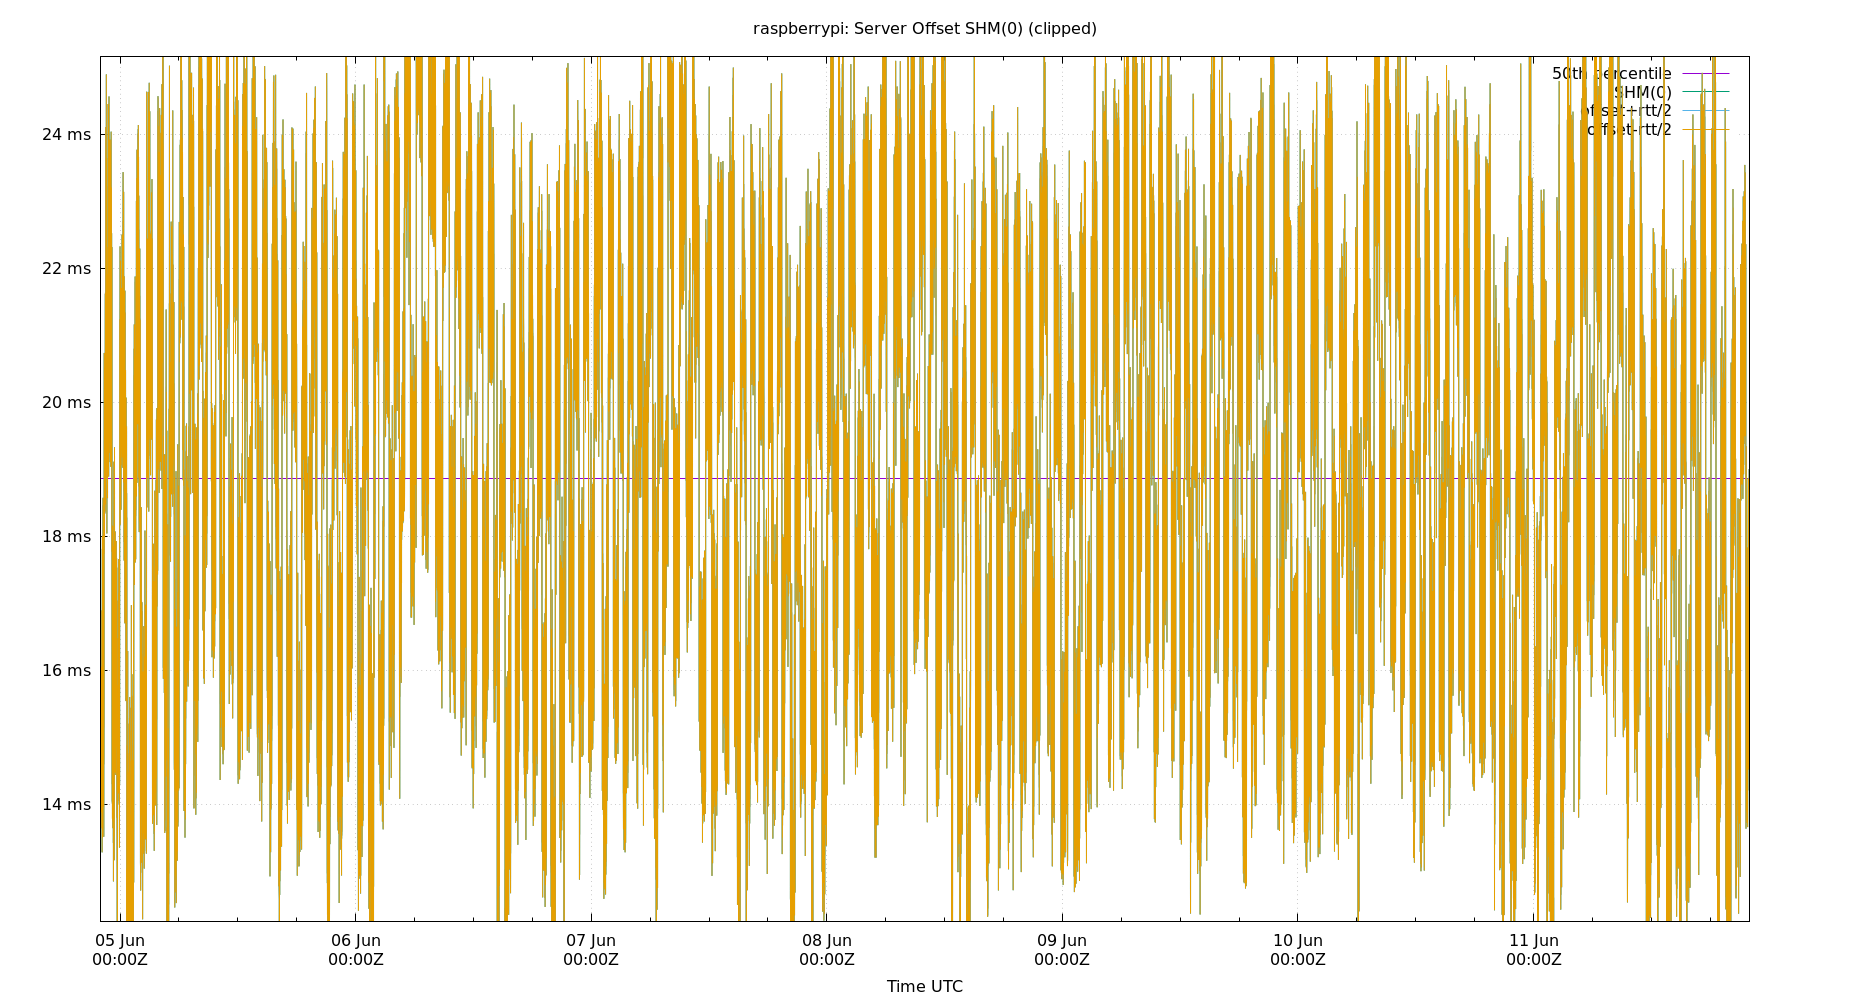 raspberrypi: Server Offset SHM(0) (clipped)
50th percentile
SHM(0)
offset+rtt/2
offset-rtt/2
24 ms
22 ms
20 ms
18 ms
16 ms
14 ms
05 Jun 06 Jun 07 Jun 08 Jun 09 Jun 10 Jun 11 Jun
00:00Z 00:00Z 00:00Z 00:00Z 00:00Z 00:00Z 00:00Z
Time UTC